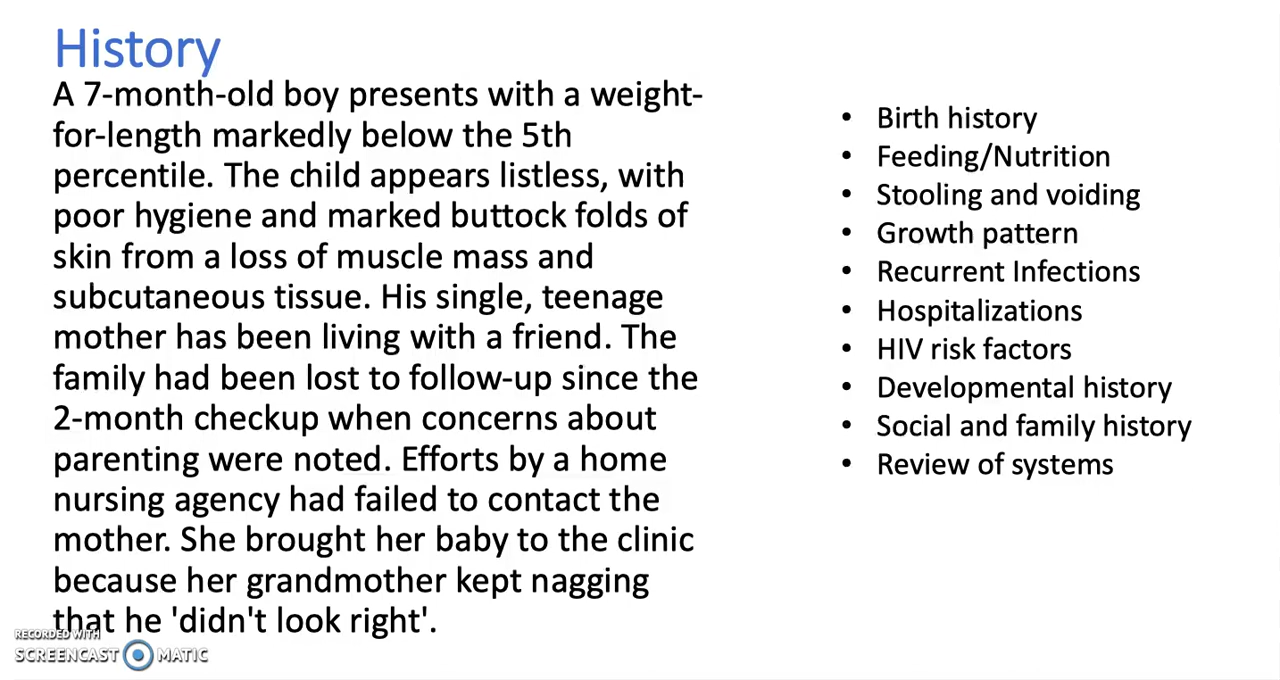 History
A 7-month-old boy presents with a weight-
for-length markedly below the 5th
percentile. The child appears listless, with
poor hygiene and marked buttock folds of
skin from a loss of muscle mass and
subcutaneous tissue. His single, teenage
mother has been living with a friend. The
family had been lost to follow-up since the
2-month checkup when concerns about
parenting were noted. Efforts by a home
nursing agency had failed to contact the
mother. She brought her baby to the clinic
because her grandmother kept nagging
that he 'didn't look right'.
• Birth history
• Feeding/Nutrition
• Stooling and voiding
• Growth pattern
• Recurrent Infections
• Hospitalizations
• HIV risk factors
• Developmental history
• Social and family history
• Review of systems
RECORDED WITH
SCREENCAST MATIC